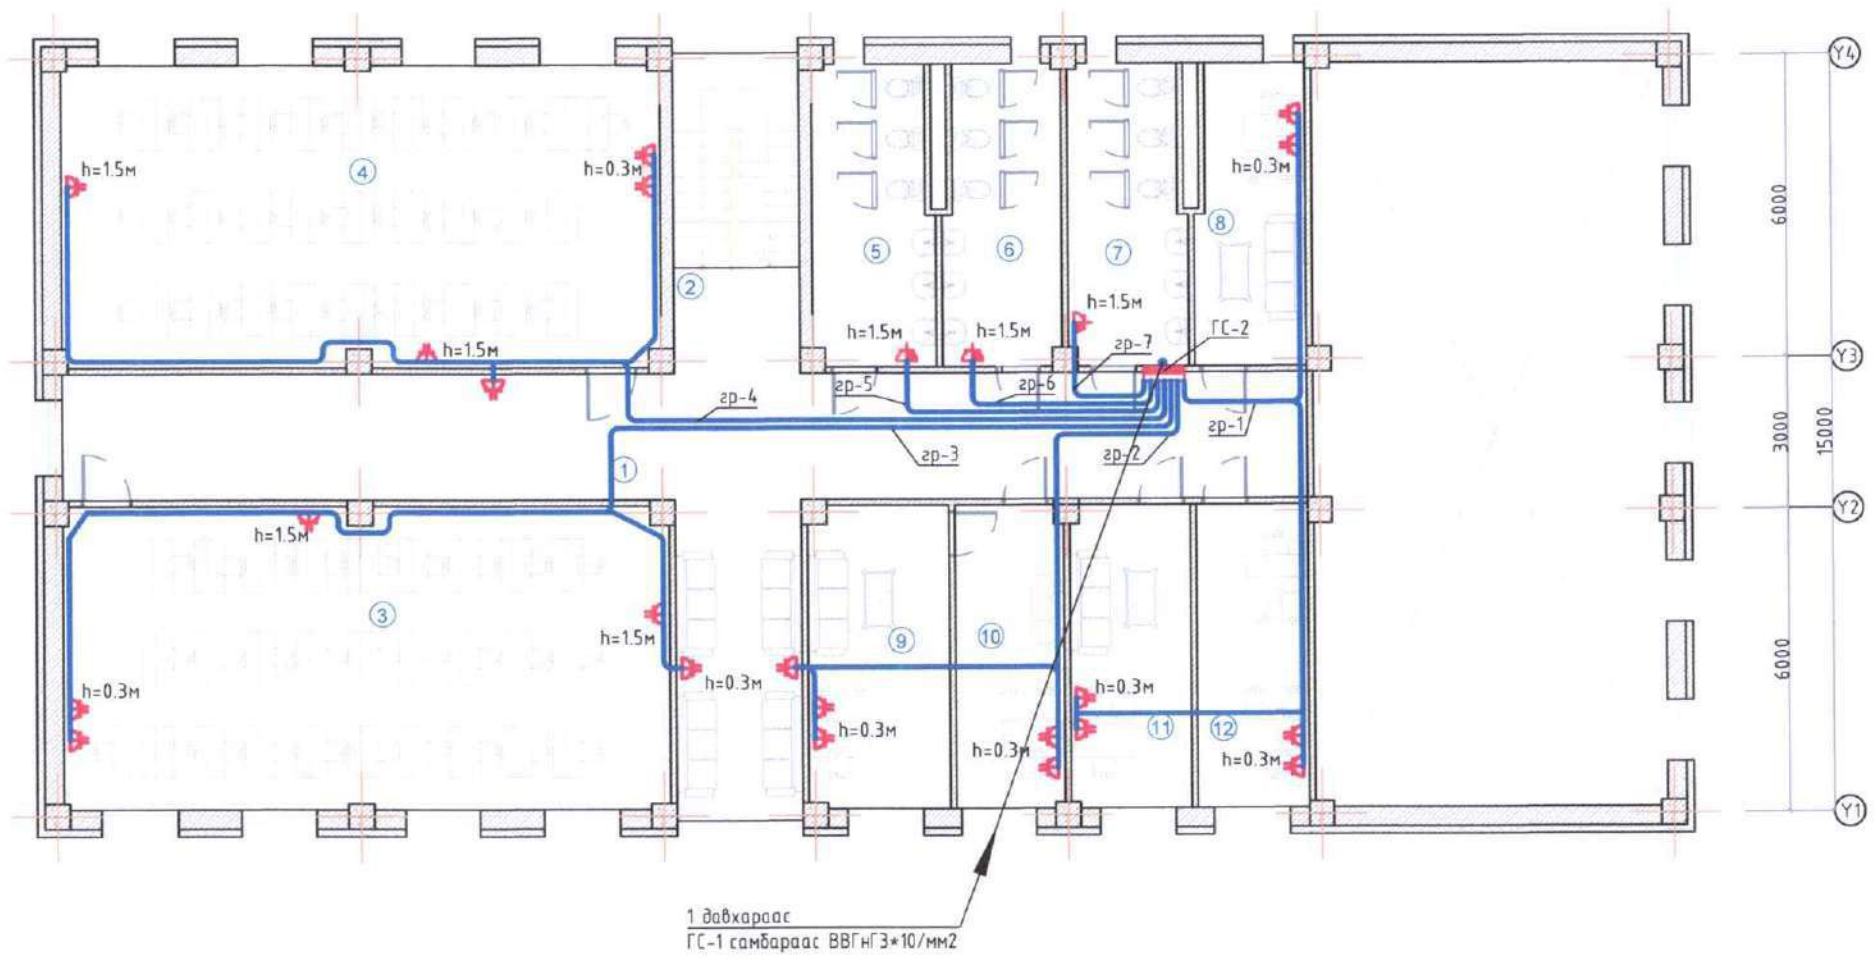 Y4
h=1.5м
4
h=0.3м
h=0.3м
8
6000
5
6
7
2
h=1.5м
h=1.5м
h=1.5м
h=1.5м
ГС-2
гр-7
Y3
гр-5
гр-6
гр-4
гр-1
3000
15000
гр-3
гр-2
1
Y2
h=1.5м
3
h=1.5м
9
10
6000
h=0.3м
h=0.3м
h=0.3м
h=0.3м
11
12
h=0.3м
h=0.3м
Y1
1 давхараас
ГС-1 самбараас ВВГнГ3*10/мм2